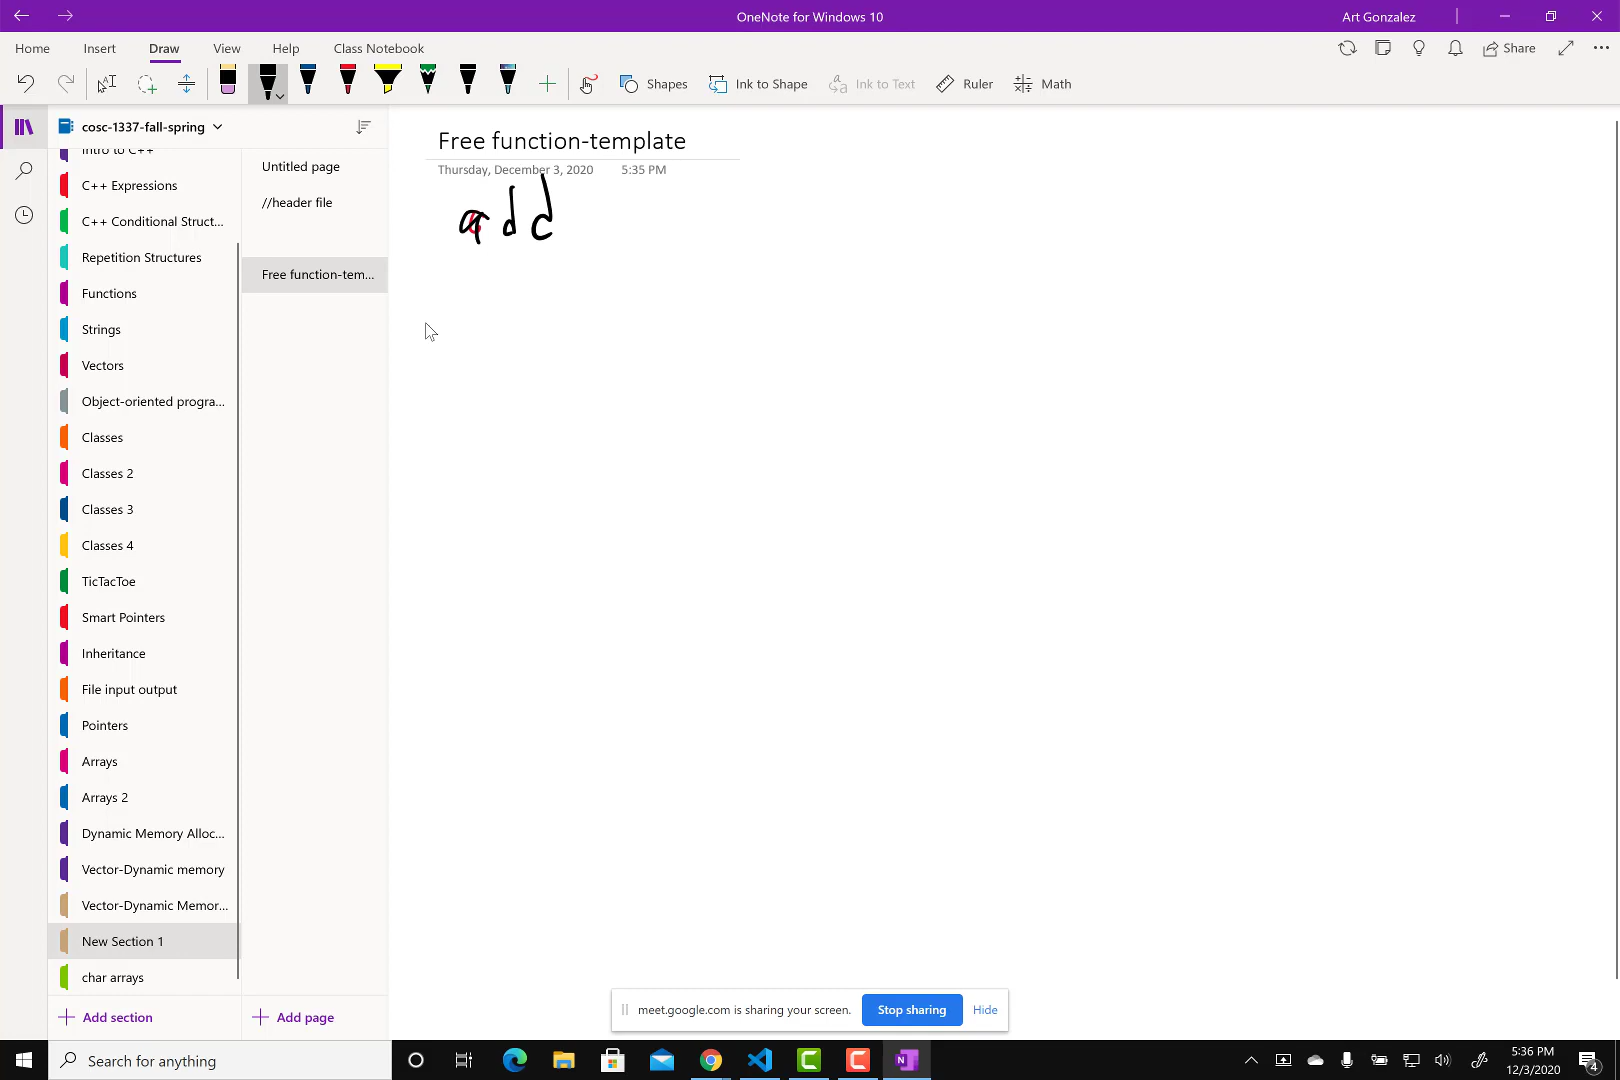 OneNote for Windows 10
Art Gonzalez
Home Insert Draw View Help Class Notebook
Share
Shapes Ink to Shape Ink to Text Ruler Math
cosc-1337-fall-spring
Intro to C++
C++ Expressions
C++ Conditional Struct...
Repetition Structures
Functions
Strings
Vectors
Object-oriented progra...
Classes
Classes 2
Classes 3
Classes 4
TicTacToe
Smart Pointers
Inheritance
File input output
Pointers
Arrays
Arrays 2
Dynamic Memory Alloc...
Vector-Dynamic memory
Vector-Dynamic Memor...
New Section 1
char arrays
Add section
Untitled page
//header file
Free function-tem...
Add page
Free function-template
Thursday, December 3, 2020 5:35 PM
add
meet.google.com is sharing your screen. Stop sharing Hide
Search for anything
5:36 PM
12/3/2020
4